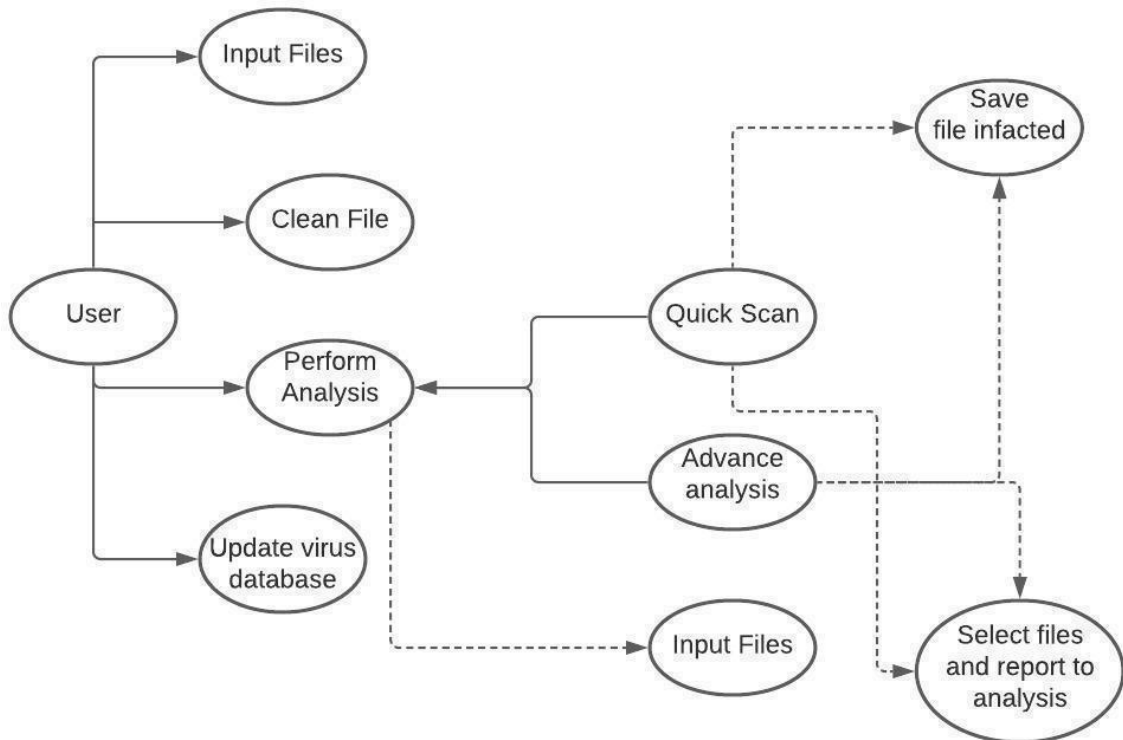 Input Files
Save
file infacted
Clean File
User
Quick Scan
Perform
Analysis
Advance
analysis
Update virus
database
Input Files
Select files
and report to
analysis